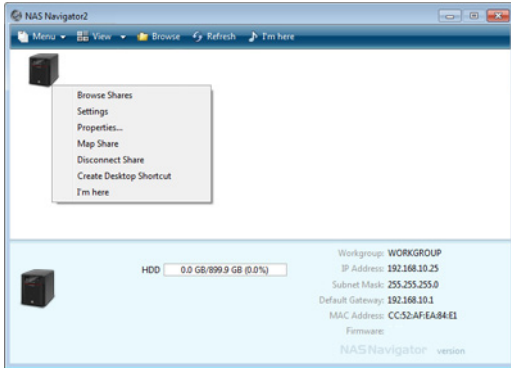 NAS Navigator2
Menu View Browse Refresh I'm here
Browse Shares
Settings
Properties...
Map Share
Disconnect Share
Create Desktop Shortcut
I'm here
HDD 0.0 GB/899.9 GB (0.0%)
Workgroup: WORKGROUP
IP Address: 192.168.10.25
Subnet Mask: 255.255.255.0
Default Gateway: 192.168.10.1
MAC Address: CC:52:AF:EA:84:E1
Firmware:
NAS Navigator version